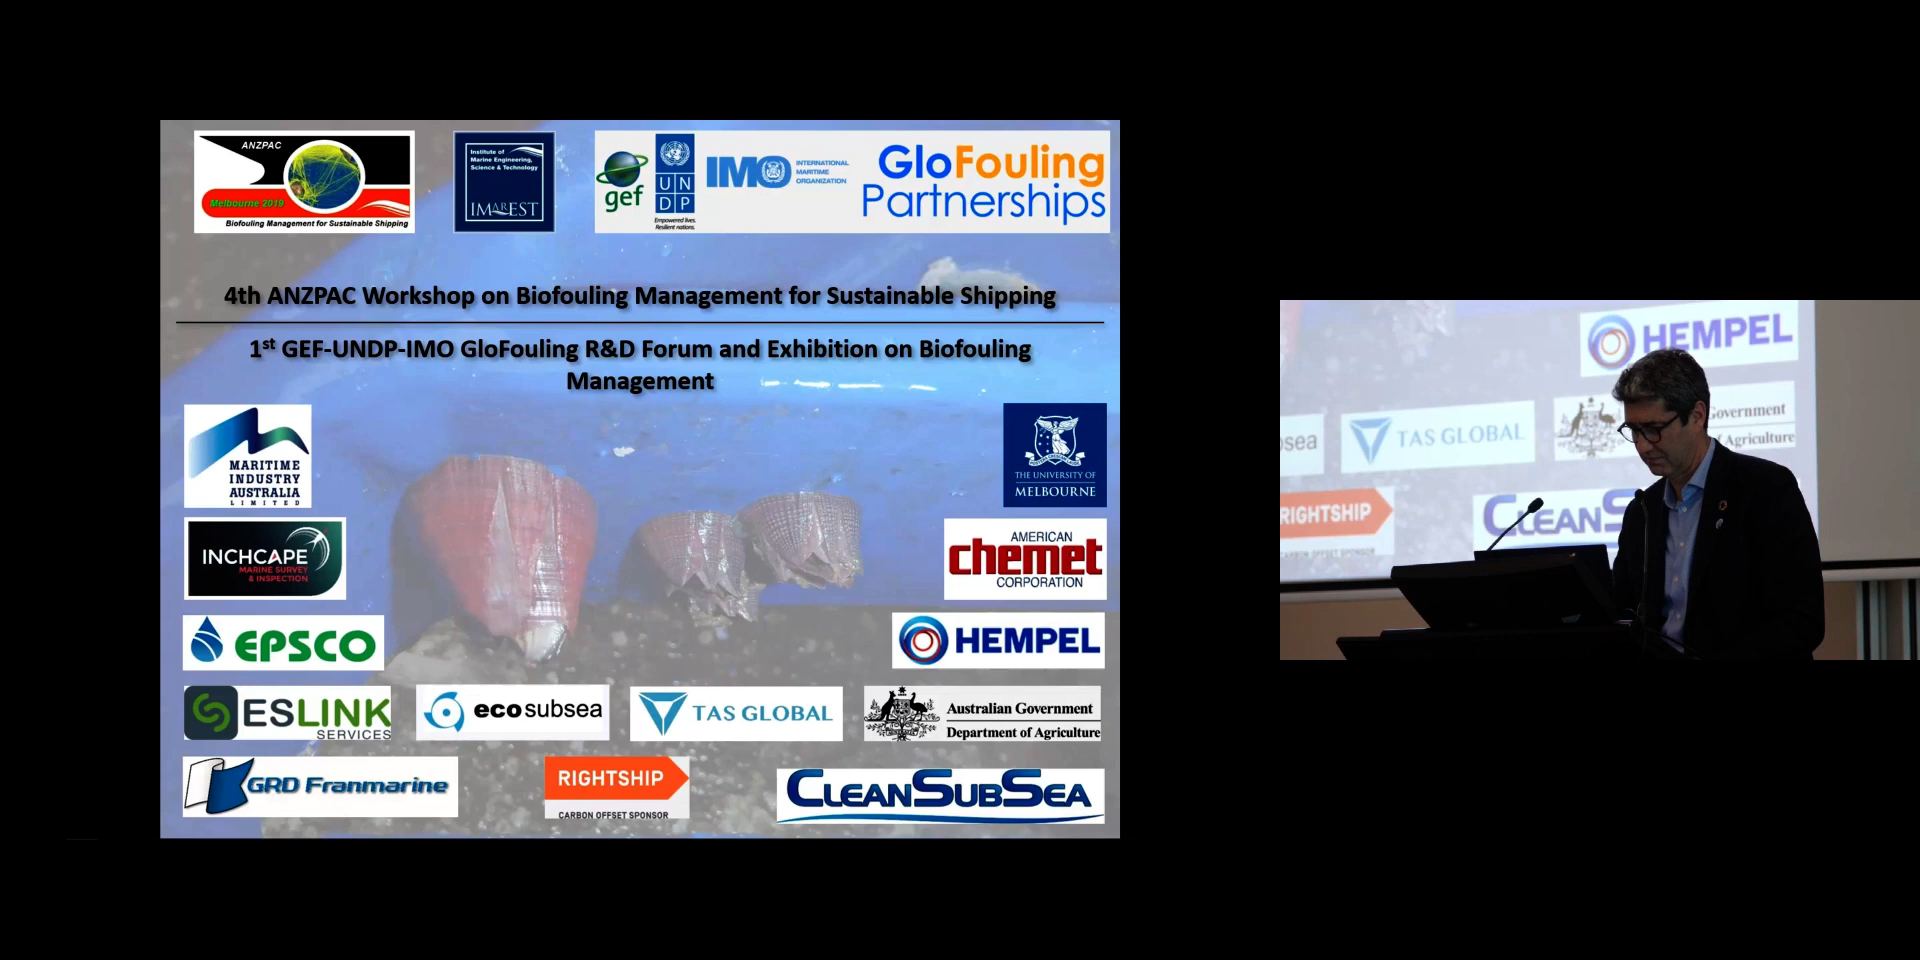 ANZPAC
Melbourne 2019
Biofouling Management for Sustainable Shipping
Institute of
Marine Engineering,
Science & Technology
IMarEST
gef
UN
DP
Empowered lives.
Resilient nations.
IMO
INTERNATIONAL
MARITIME
ORGANIZATION
GloFouling
Partnerships
4th ANZPAC Workshop on Biofouling Management for Sustainable Shipping
1st GEF-UNDP-IMO GloFouling R&D Forum and Exhibition on Biofouling
Management
MARITIME
INDUSTRY
AUSTRALIA
LIMITED
THE UNIVERSITY OF
MELBOURNE
INCHCAPE
MARINE SURVEY
& INSPECTION
AMERICAN
chemet
CORPORATION
EPSCO
HEMPEL
ESLINK
SERVICES
ecosubsea
TAS GLOBAL
Australian Government
Department of Agriculture
GRD Franmarine
RIGHTSHIP
CARBON OFFSET SPONSOR
CLEANSUBSEA
HEMPEL
sea
TAS GLOBAL
Government
Agriculture
RIGHTSHIP
CARBON OFFSET SPONSOR
CLEANS